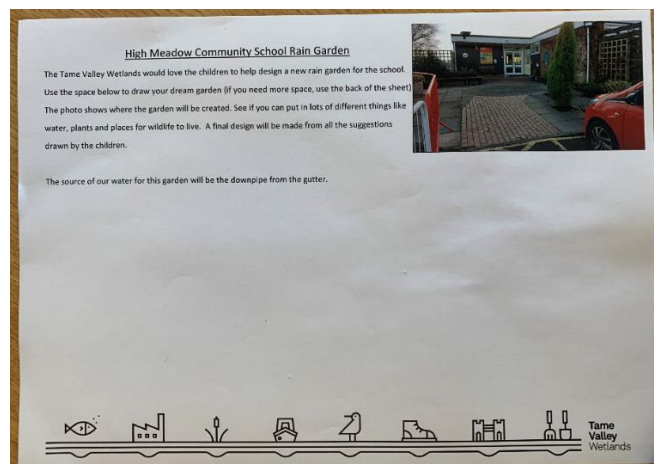 High Meadow Community School Rain Garden
The Tame Valley Wetlands would love the children to help design a new rain garden for the school.
Use the space below to draw your dream garden (if you need more space, use the back of the sheet)
The photo shows where the garden will be created. See if you can put in lots of different things like
water, plants and places for wildlife to live. A final design will be made from all the suggestions
drawn by the children.
The source of our water for this garden will be the downpipe from the gutter.
Tame
Valley
Wetlands